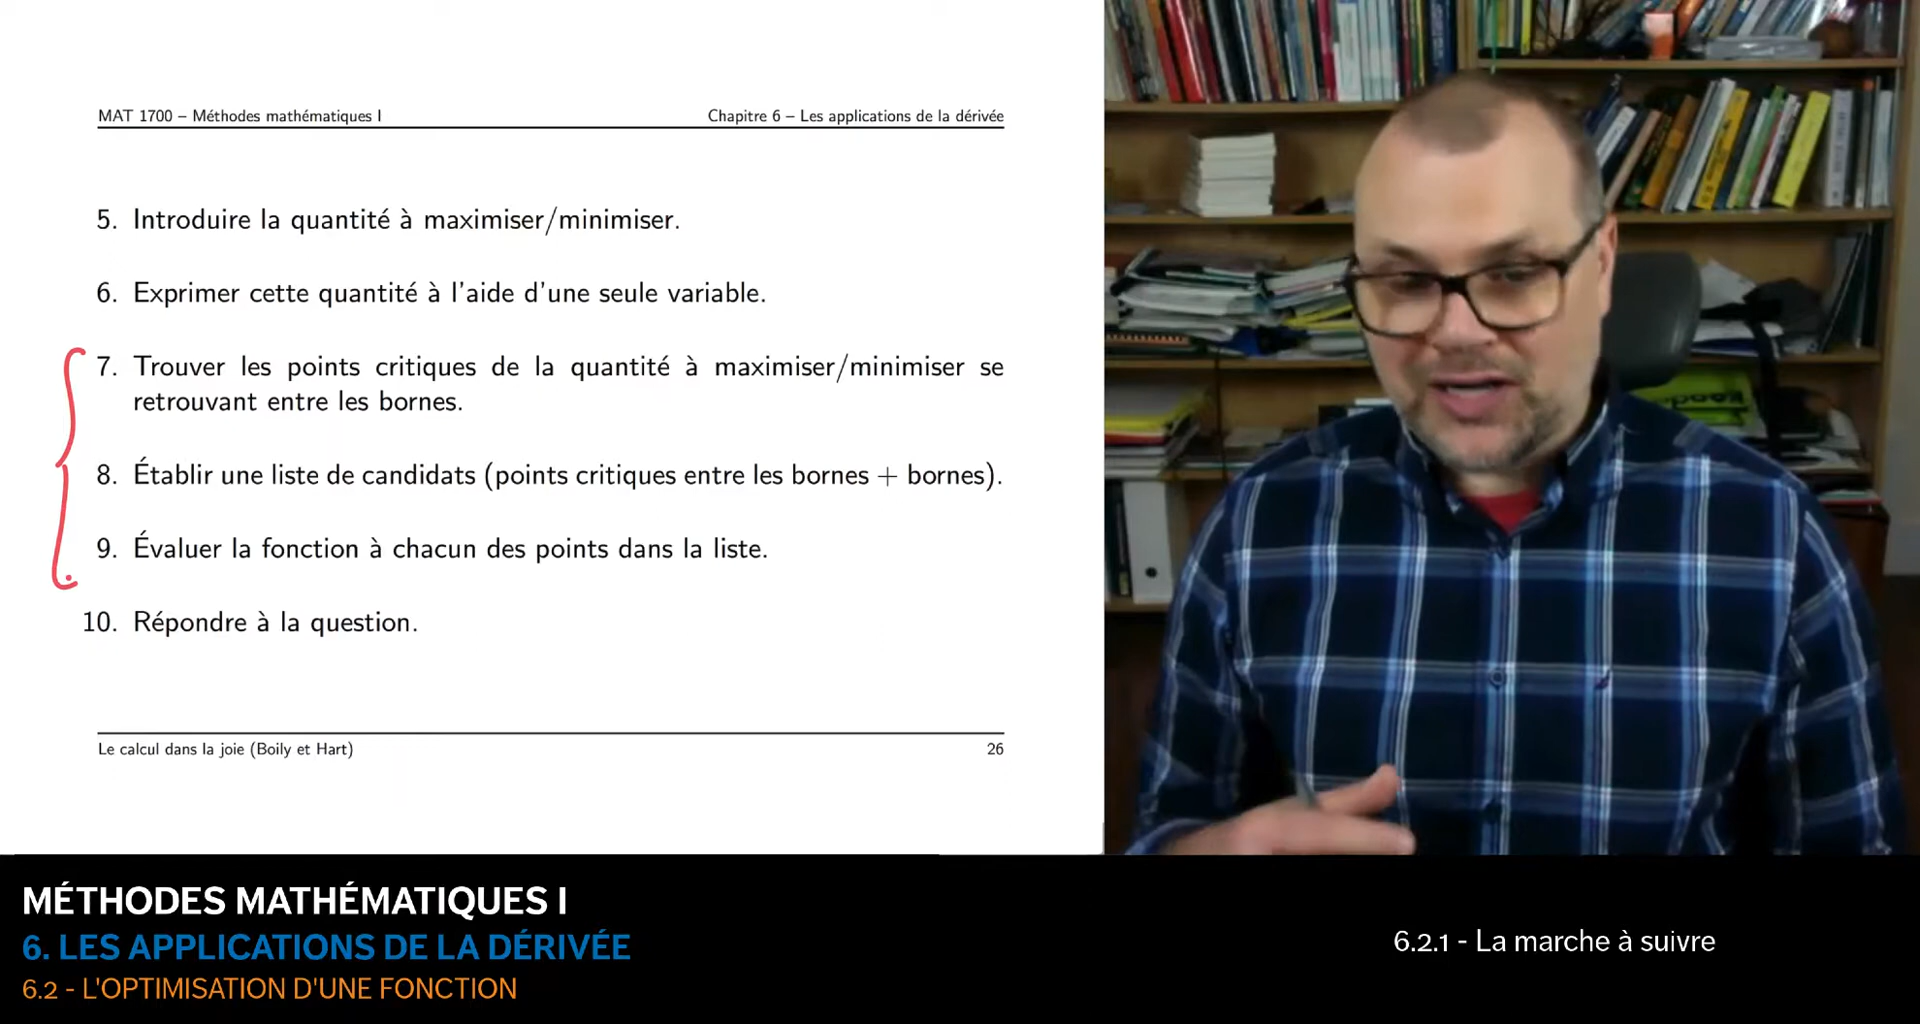 MAT 1700 – Méthodes mathématiques I
Chapitre 6 – Les applications de la dérivée
5. Introduire la quantité à maximiser/minimiser.
6. Exprimer cette quantité à l'aide d'une seule variable.
7. Trouver les points critiques de la quantité à maximiser/minimiser se
retrouvant entre les bornes.
8. Établir une liste de candidats (points critiques entre les bornes + bornes).
9. Évaluer la fonction à chacun des points dans la liste.
10. Répondre à la question.
Le calcul dans la joie (Boily et Hart)
26
MÉTHODES MATHÉMATIQUES I
6. LES APPLICATIONS DE LA DÉRIVÉE
6.2 - L'OPTIMISATION D'UNE FONCTION
6.2.1 - La marche à suivre